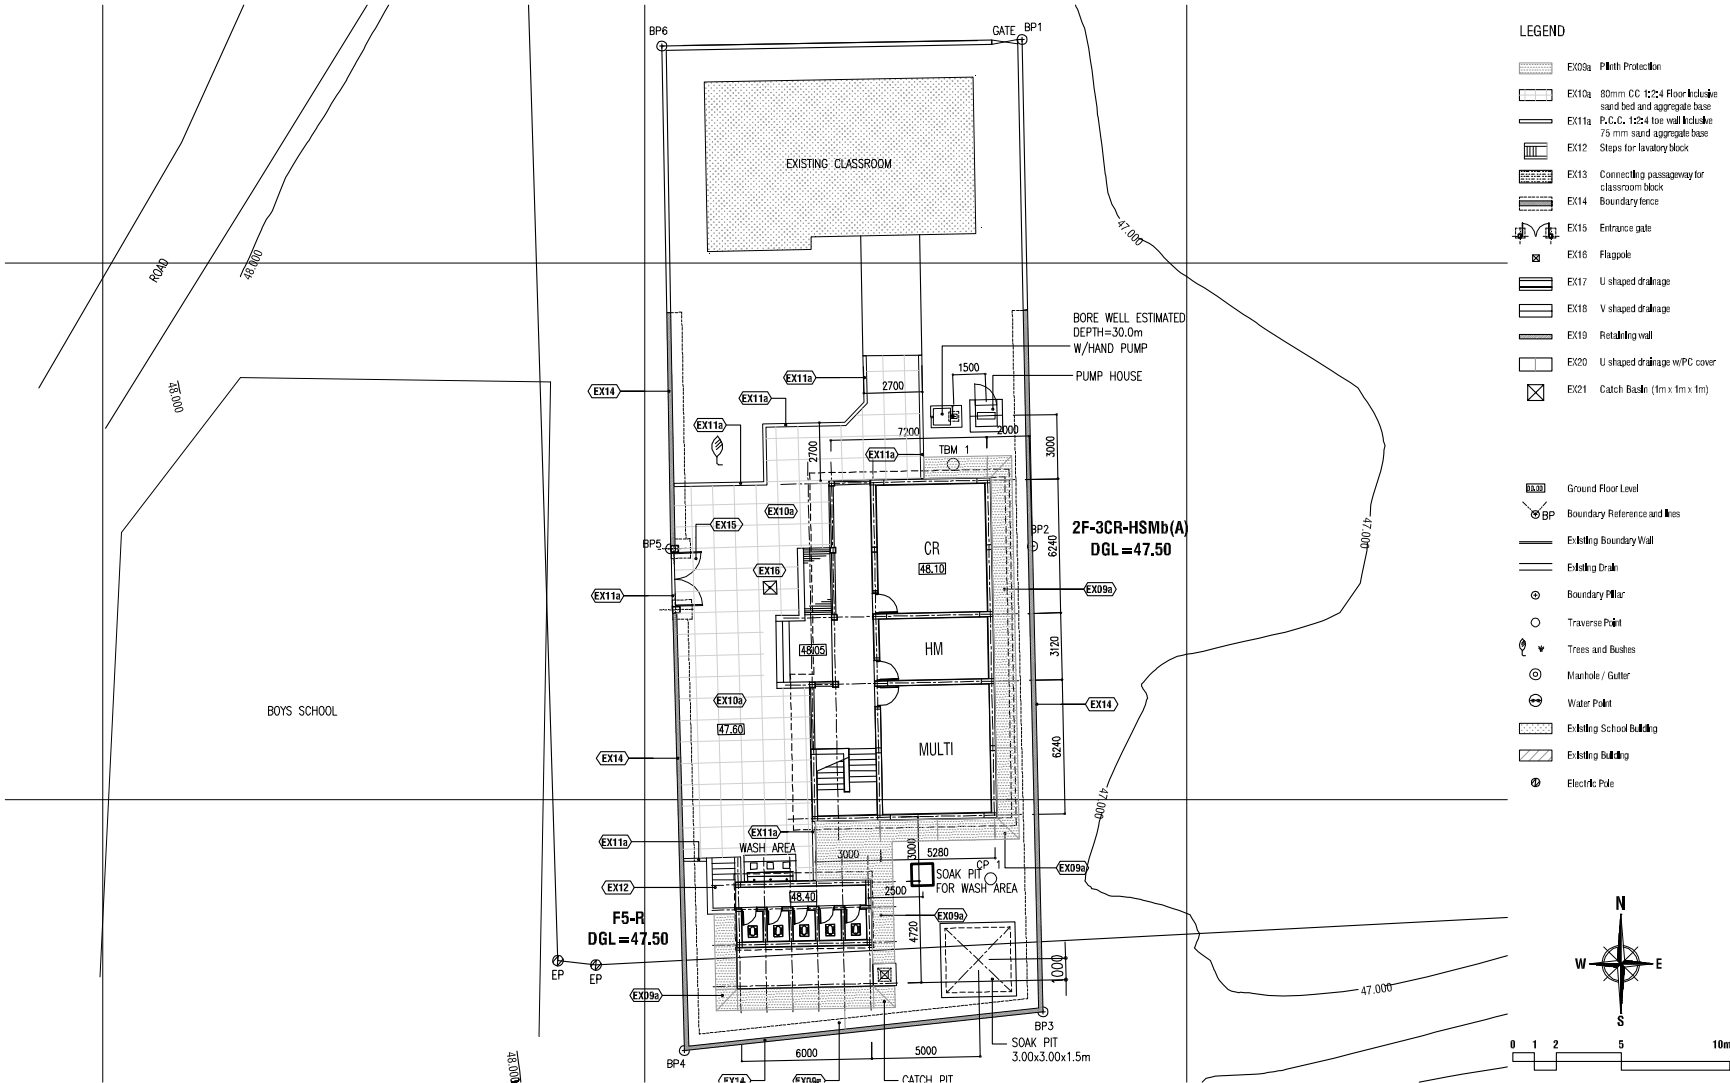 BP6
GATE
BP1
EXISTING CLASSROOM
ROAD
48.000
48.000
47.000
BORE WELL ESTIMATED
DEPTH=30.0m
W/HAND PUMP
1500
PUMP HOUSE
EX14
EX11a
2700
EX11a
EX11a
7200
2000
3000
2700
EX11a
TBM 1
EX10a
EX15
BP5
EX16
BP2
2F-3CR-HSMb(A)
DGL=47.50
6240
CR
48.10
47.000
EX11a
EX09a
48.05
HM
3120
EX10a
47.60
EX14
BOYS SCHOOL
MULTI
6240
EX14
47.000
EX11a
EX11a
WASH AREA
3000
3000
5280
CP 1
EX09a
SOAK PIT
FOR WASH AREA
EX12
48.40
2500
F5-R
DGL=47.50
EX09a
4720
EP
EP
1000
EX09a
47.000
BP3
BP4
SOAK PIT
3.00x3.00x1.5m
6000
5000
48.000
EX14
EX09a
CATCH PIT
LEGEND
EX09a Plinth Protection
EX10a 80mm CC 1:2:4 Floor Inclusive
sand bed and aggregate base
EX11a P.C.C. 1:2:4 toe wall Inclusive
75 mm sand aggregate base
EX12 Steps for lavatory block
EX13 Connecting passageway for
classroom block
EX14 Boundary fence
EX15 Entrance gate
EX16 Flagpole
EX17 U shaped drainage
EX18 V shaped drainage
EX19 Retaining wall
EX20 U shaped drainage w/PC cover
EX21 Catch Basin (1m x 1m x 1m)
00.00 Ground Floor Level
BP Boundary Reference and lines
Existing Boundary Wall
Existing Drain
Boundary Pillar
Traverse Point
Trees and Bushes
Manhole / Gutter
Water Point
Existing School Building
Existing Building
Electric Pole
N
W E
S
0 1 2 5 10m